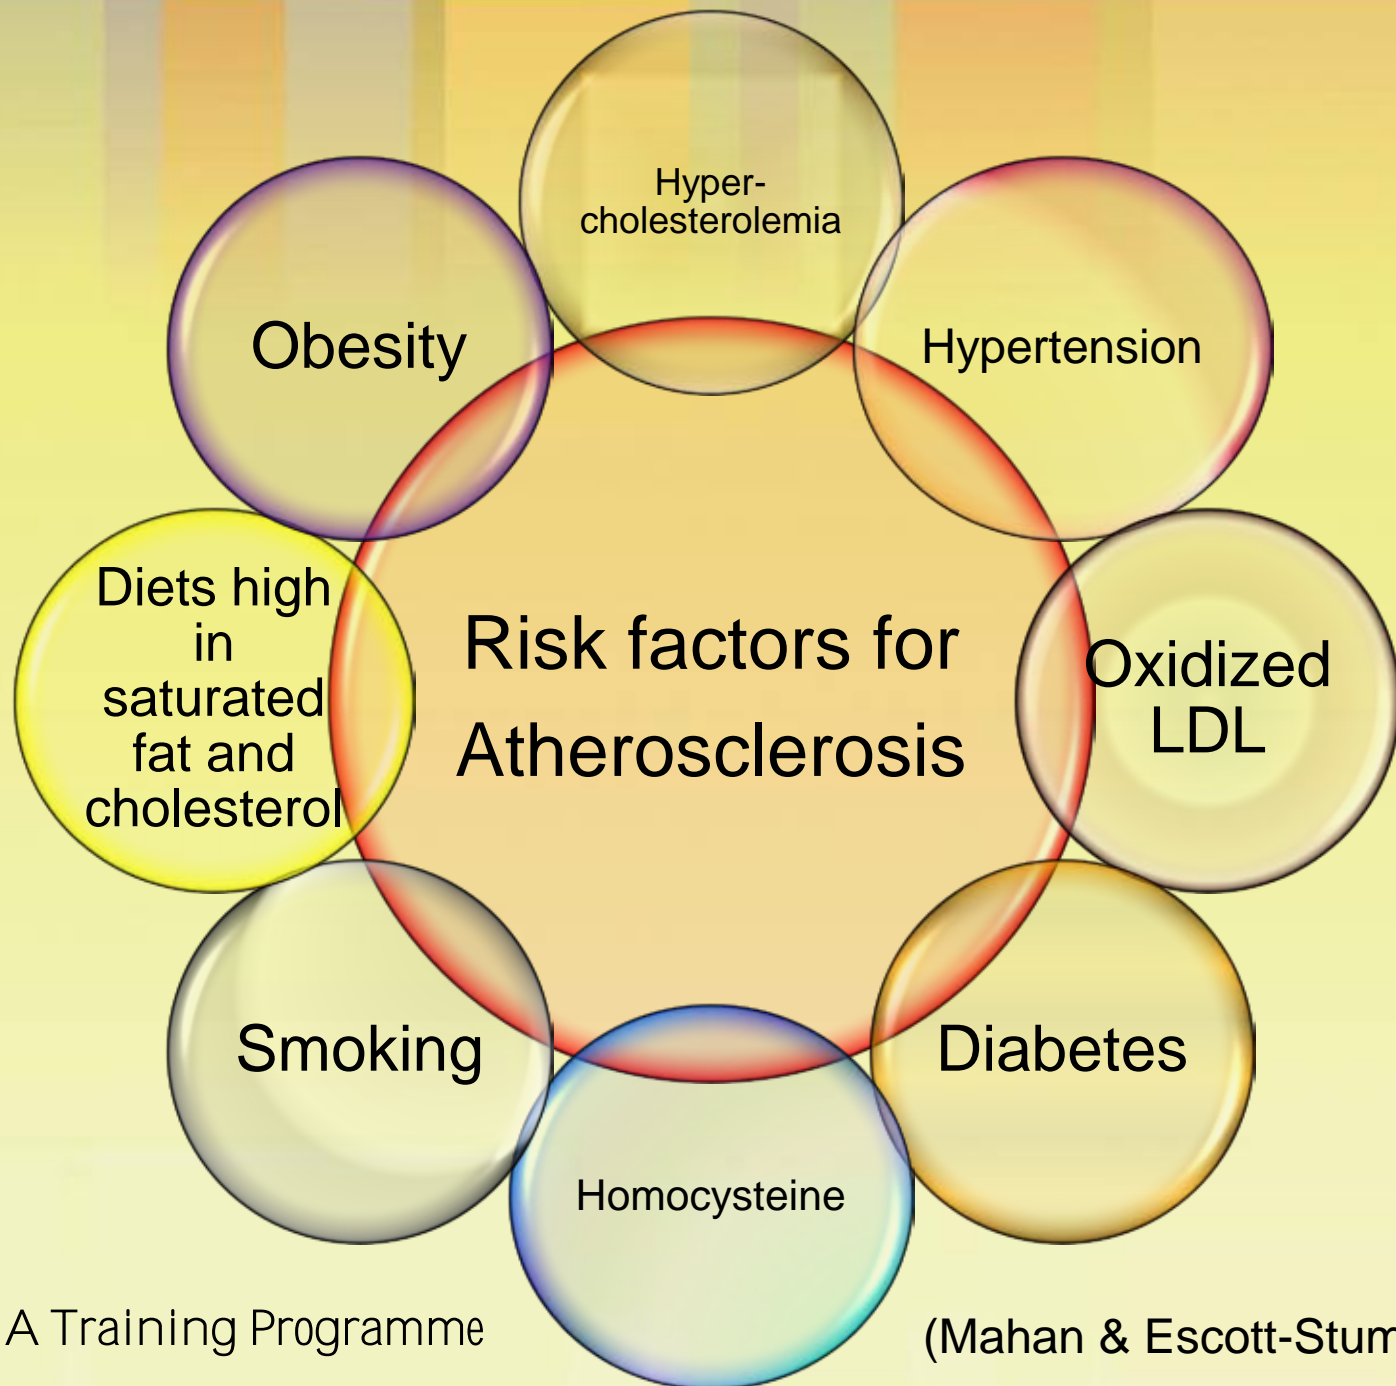 Hyper-
cholesterolemia
Obesity
Hypertension
Diets high
in
saturated
fat and
cholesterol
Risk factors for
Atherosclerosis
Oxidized
LDL
Smoking
Diabetes
Homocysteine
A Training Programme
(Mahan & Escott-Stum